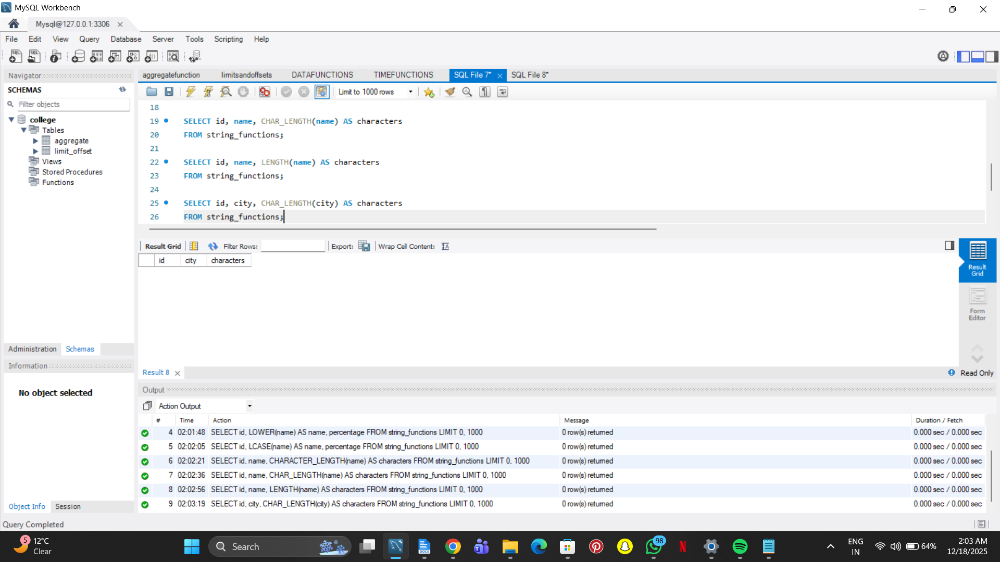 MySQL Workbench
Mysql@127.0.0.1:3306
File Edit View Query Database Server Tools Scripting Help
Navigator
SCHEMAS
Filter objects
college
Tables
aggregate
limit_offset
Views
Stored Procedures
Functions
Administration Schemas
Information
No object selected
Object Info Session
aggregatefunction limitsandoffsets DATAFUNCTIONS TIMEFUNCTIONS SQL File 7* SQL File 8*
Limit to 1000 rows
18
19 SELECT id, name, CHAR_LENGTH(name) AS characters
20 FROM string_functions;
21
22 SELECT id, name, LENGTH(name) AS characters
23 FROM string_functions;
24
25 SELECT id, city, CHAR_LENGTH(city) AS characters
26 FROM string_functions;
Result Grid Filter Rows: Export: Wrap Cell Content:
id city characters
Result Grid
Form Editor
Result 8 Read Only
Output
Action Output
# Time Action Message Duration / Fetch
4 02:01:48 SELECT id, LOWER(name) AS name, percentage FROM string_functions LIMIT 0, 1000 0 row(s) returned 0.000 sec / 0.000 sec
5 02:02:05 SELECT id, LCASE(name) AS name, percentage FROM string_functions LIMIT 0, 1000 0 row(s) returned 0.000 sec / 0.000 sec
6 02:02:21 SELECT id, name, CHARACTER_LENGTH(name) AS characters FROM string_functions LIMIT 0, 1000 0 row(s) returned 0.000 sec / 0.000 sec
7 02:02:36 SELECT id, name, CHAR_LENGTH(name) AS characters FROM string_functions LIMIT 0, 1000 0 row(s) returned 0.000 sec / 0.000 sec
8 02:02:56 SELECT id, name, LENGTH(name) AS characters FROM string_functions LIMIT 0, 1000 0 row(s) returned 0.000 sec / 0.000 sec
9 02:03:19 SELECT id, city, CHAR_LENGTH(city) AS characters FROM string_functions LIMIT 0, 1000 0 row(s) returned 0.000 sec / 0.000 sec
Query Completed
5 12°C
Clear
Search
98
ENG
IN
64%
2:03 AM
12/18/2025